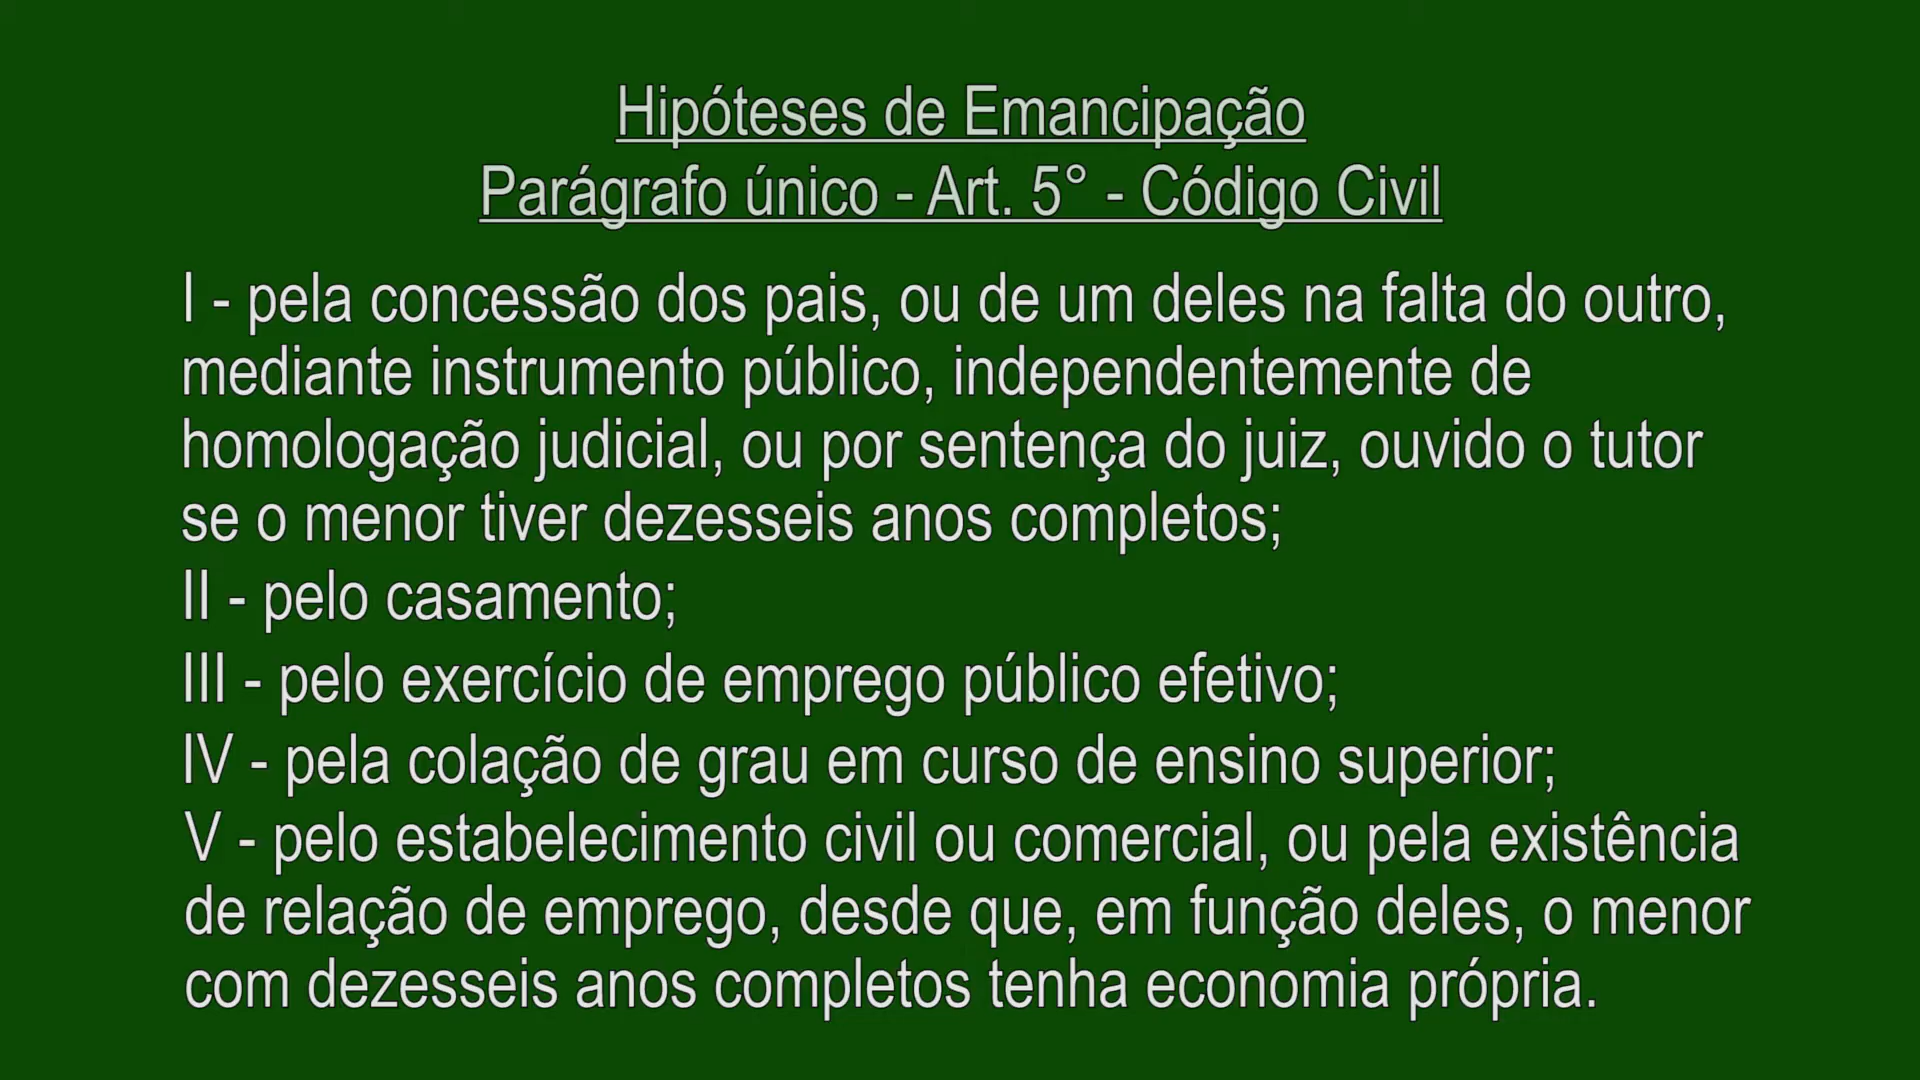 Hipóteses de Emancipação
Parágrafo único - Art. 5° - Código Civil
I - pela concessão dos pais, ou de um deles na falta do outro,
mediante instrumento público, independentemente de
homologação judicial, ou por sentença do juiz, ouvido o tutor
se o menor tiver dezesseis anos completos;
II - pelo casamento;
III - pelo exercício de emprego público efetivo;
IV - pela colação de grau em curso de ensino superior;
V - pelo estabelecimento civil ou comercial, ou pela existência
de relação de emprego, desde que, em função deles, o menor
com dezesseis anos completos tenha economia própria.